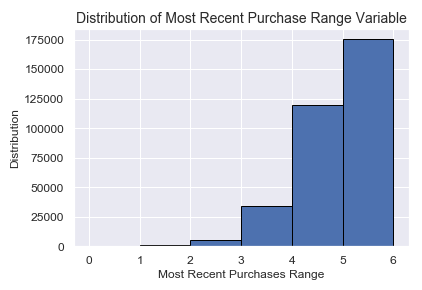 Distribution of Most Recent Purchase Range Variable
175000
150000
125000
100000
75000
50000
25000
0
Distribution
0 1 2 3 4 5 6
Most Recent Purchases Range